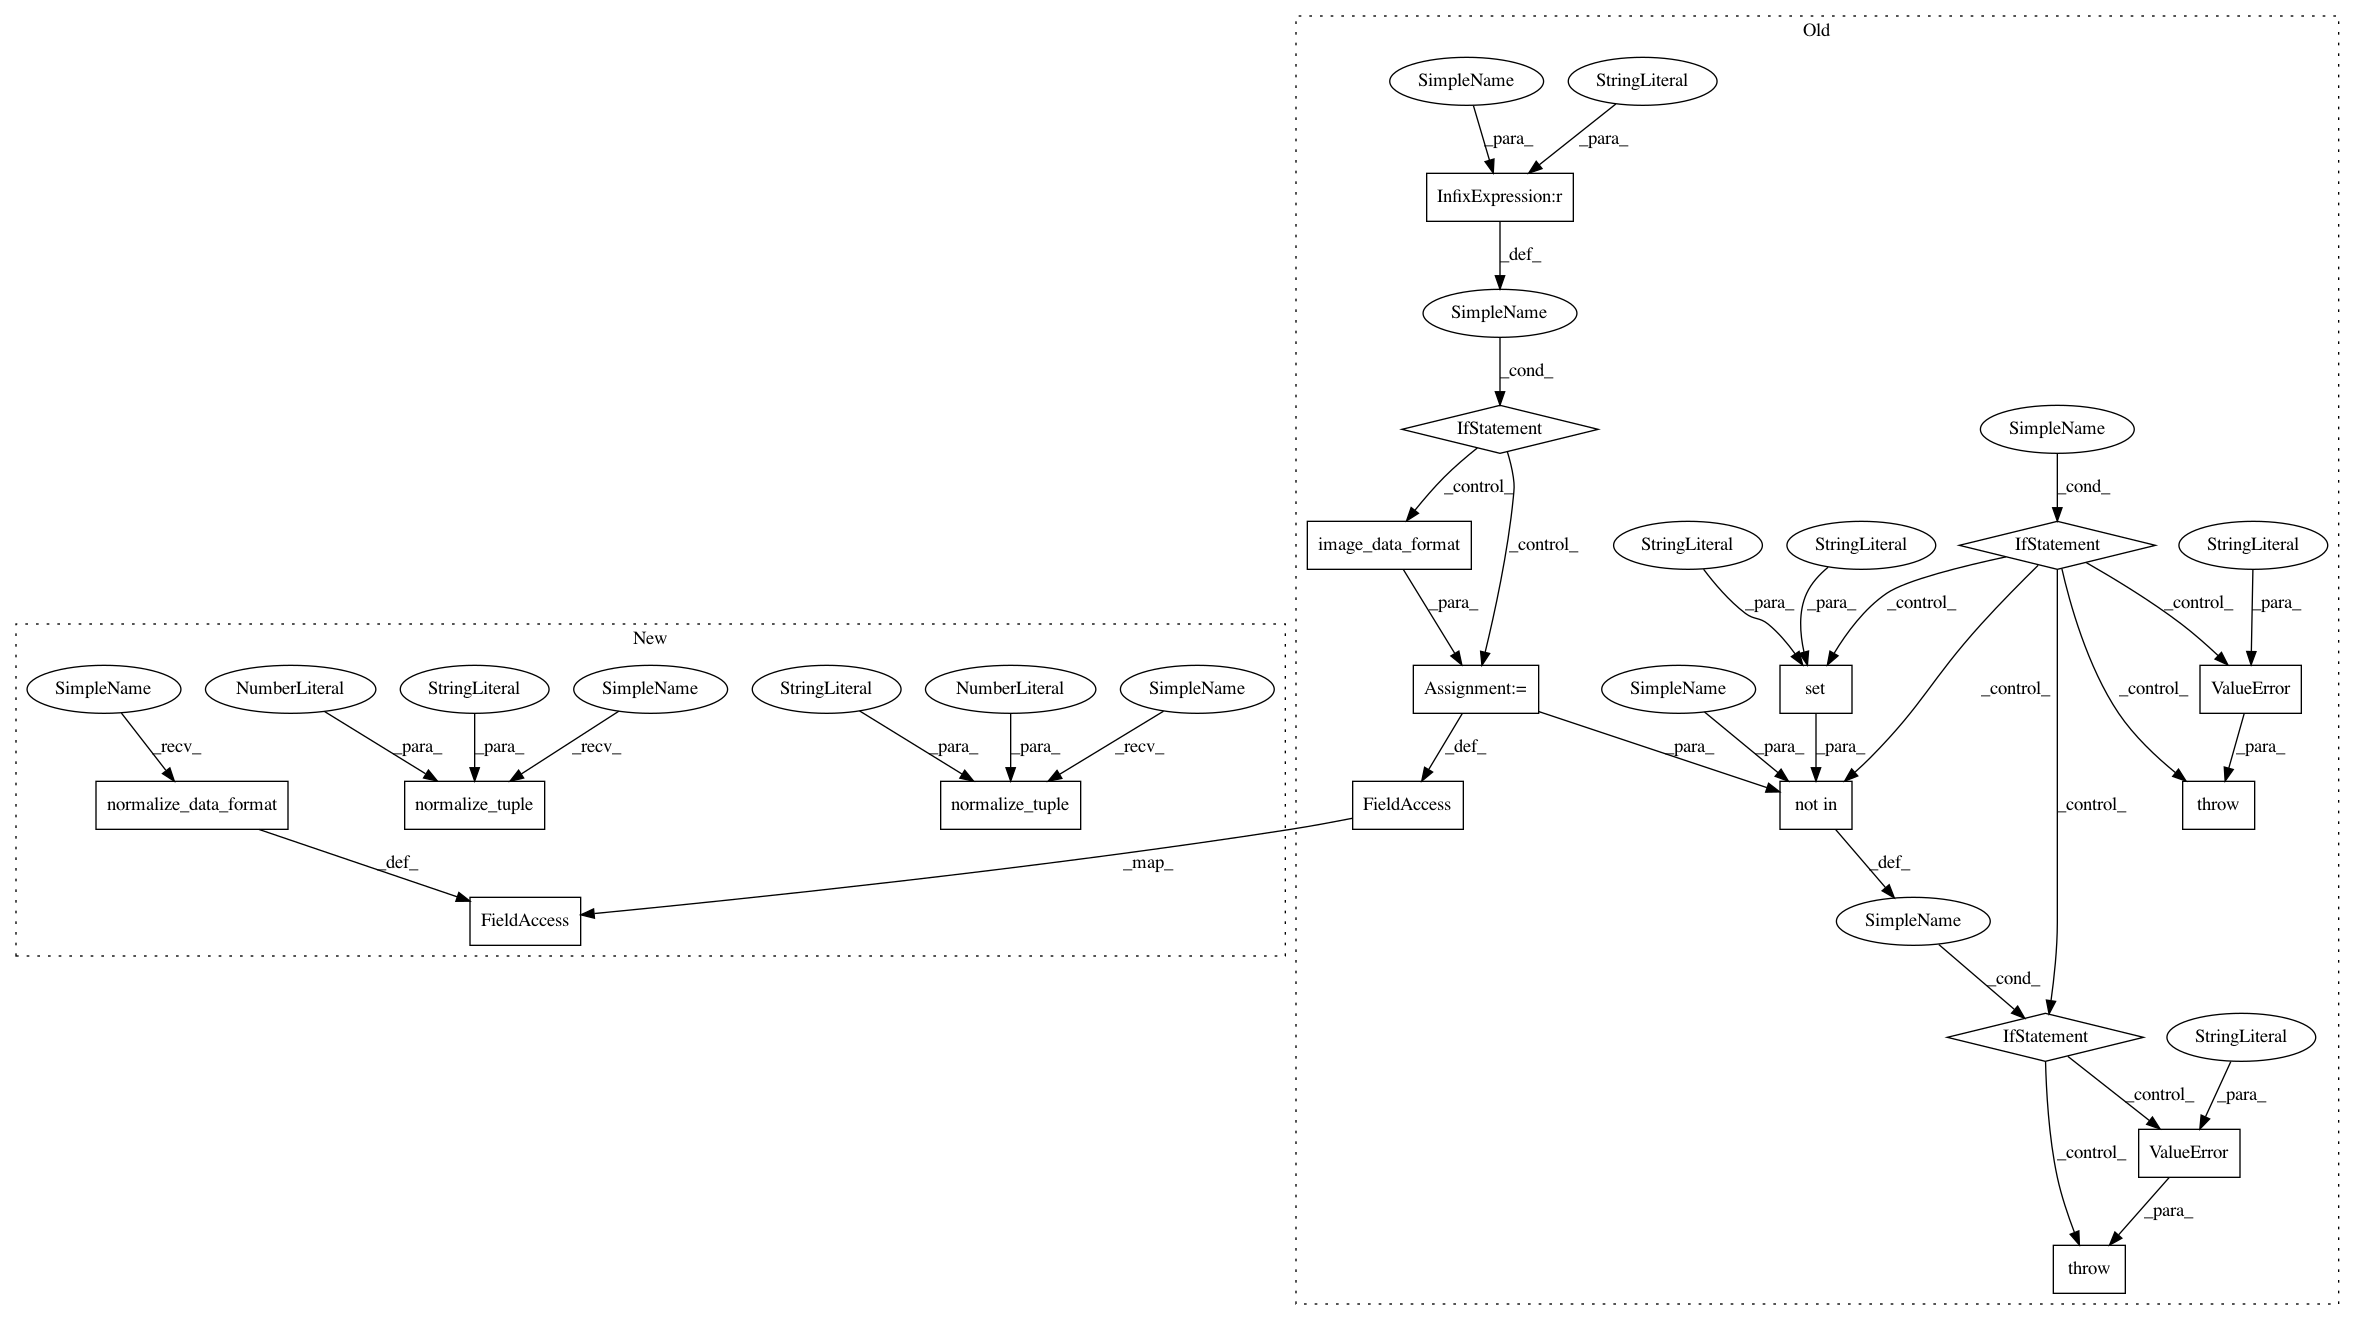 Old
SimpleName
StringLiteral
_para_
_para_
InfixExpression:r
_def_
SimpleName
_cond_
IfStatement
SimpleName
_control_
_cond_
image_data_format
_control_
StringLiteral
StringLiteral
IfStatement
StringLiteral
_para_
_para_
_para_
_control_
_control_
_para_
New
SimpleName
NumberLiteral
StringLiteral
SimpleName
StringLiteral
NumberLiteral
SimpleName
Assignment:=
SimpleName
set
_control_
_control_
ValueError
_recv_
_para_
_para_
_recv_
_para_
_para_
_recv_
_def_
_para_
_para_
_para_
_para_
normalize_data_format
normalize_tuple
normalize_tuple
FieldAccess
not in
_control_
throw
_def_
_map_
_def_
FieldAccess
SimpleName
_cond_
IfStatement
StringLiteral
_control_
_para_
_control_
ValueError
_para_
throw